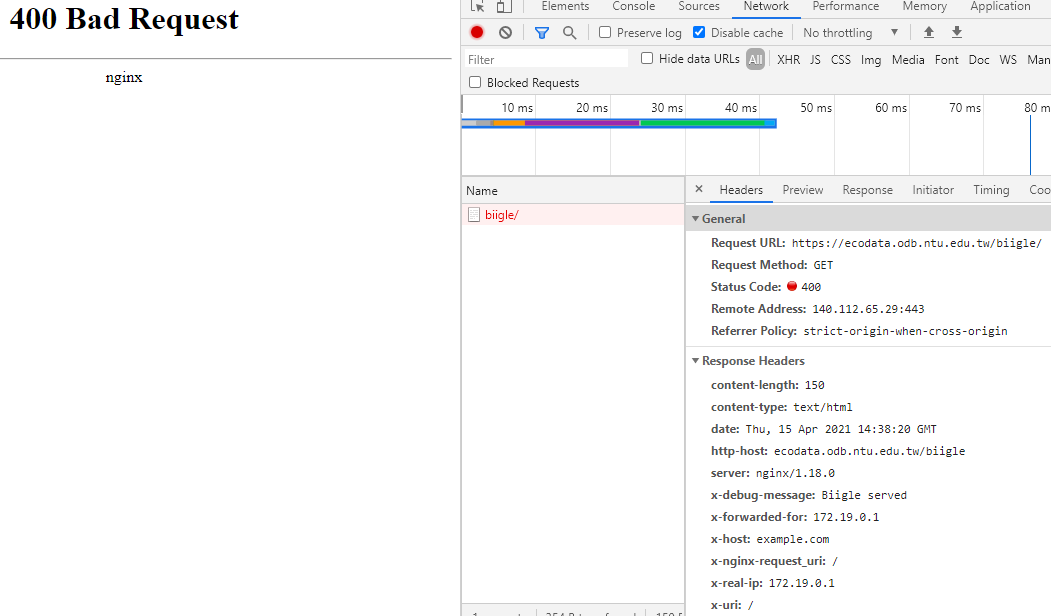 400 Bad Request
nginx
Elements Console Sources Network Performance Memory Application
Preserve log Disable cache No throttling ▼
Filter Hide data URLs All XHR JS CSS Img Media Font Doc WS Man
Blocked Requests
10 ms 20 ms 30 ms 40 ms 50 ms 60 ms 70 ms 80 m
Name
biigle/
× Headers Preview Response Initiator Timing Coo
▼ General
Request URL: https://ecodata.odb.ntu.edu.tw/biigle/
Request Method: GET
Status Code: 400
Remote Address: 140.112.65.29:443
Referrer Policy: strict-origin-when-cross-origin
▼ Response Headers
content-length: 150
content-type: text/html
date: Thu, 15 Apr 2021 14:38:20 GMT
http-host: ecodata.odb.ntu.edu.tw/biigle
server: nginx/1.18.0
x-debug-message: Biigle served
x-forwarded-for: 172.19.0.1
x-host: example.com
x-nginx-request_uri: /
x-real-ip: 172.19.0.1
x-uri: /